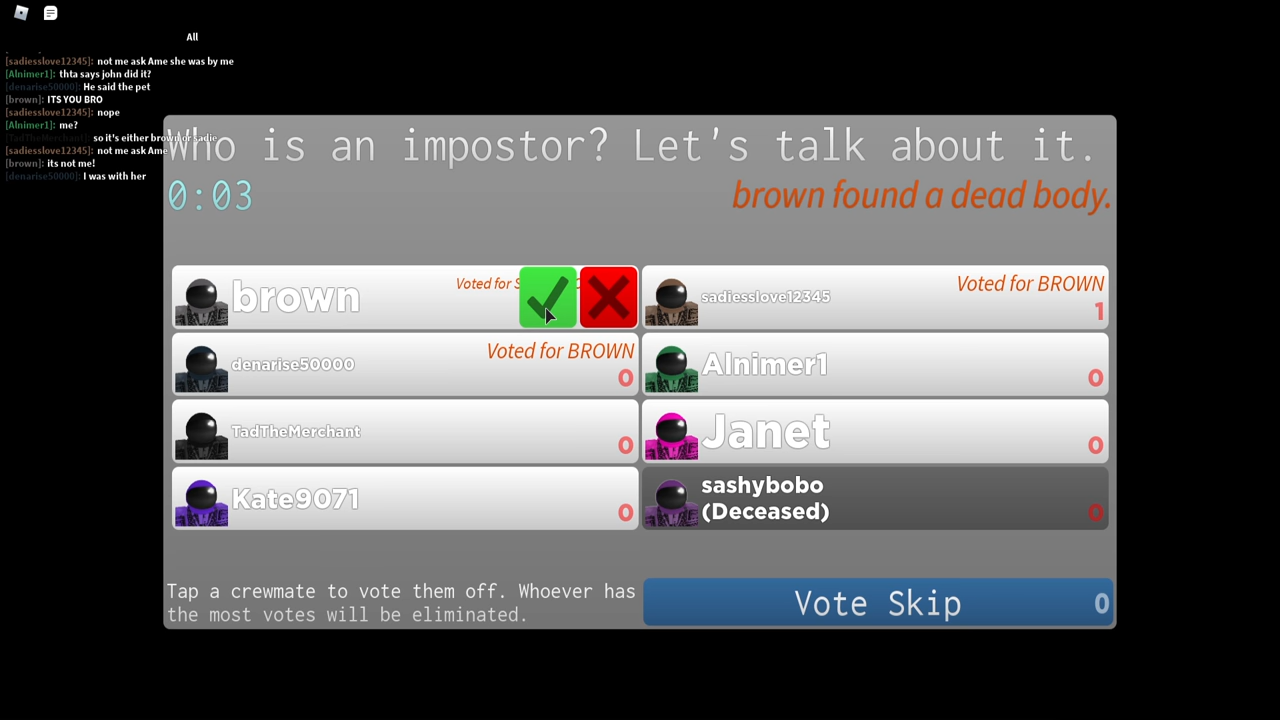 All
[sadiesslove12345]: not me ask Ame she was by me
[Alnimer1]: thta says john did it?
[denarise50000]: He said the pet
[brown]: ITS YOU BRO
[sadiesslove12345]: nope
[Alnimer1]: me?
[TadTheMerchant]: so it's either brown or sadie
[sadiesslove12345]: not me ask Ame
[brown]: its not me!
[denarise50000]: I was with her
Who is an impostor? Let's talk about it.
0:03
brown found a dead body.
brown
Voted for
sadiesslove12345
Voted for BROWN
1
denarise50000
Voted for BROWN
0
Alnimer1
0
TadTheMerchant
0
Janet
0
Kate9071
0
sashybobo
(Deceased)
0
Tap a crewmate to vote them off. Whoever has
the most votes will be eliminated.
Vote Skip
0